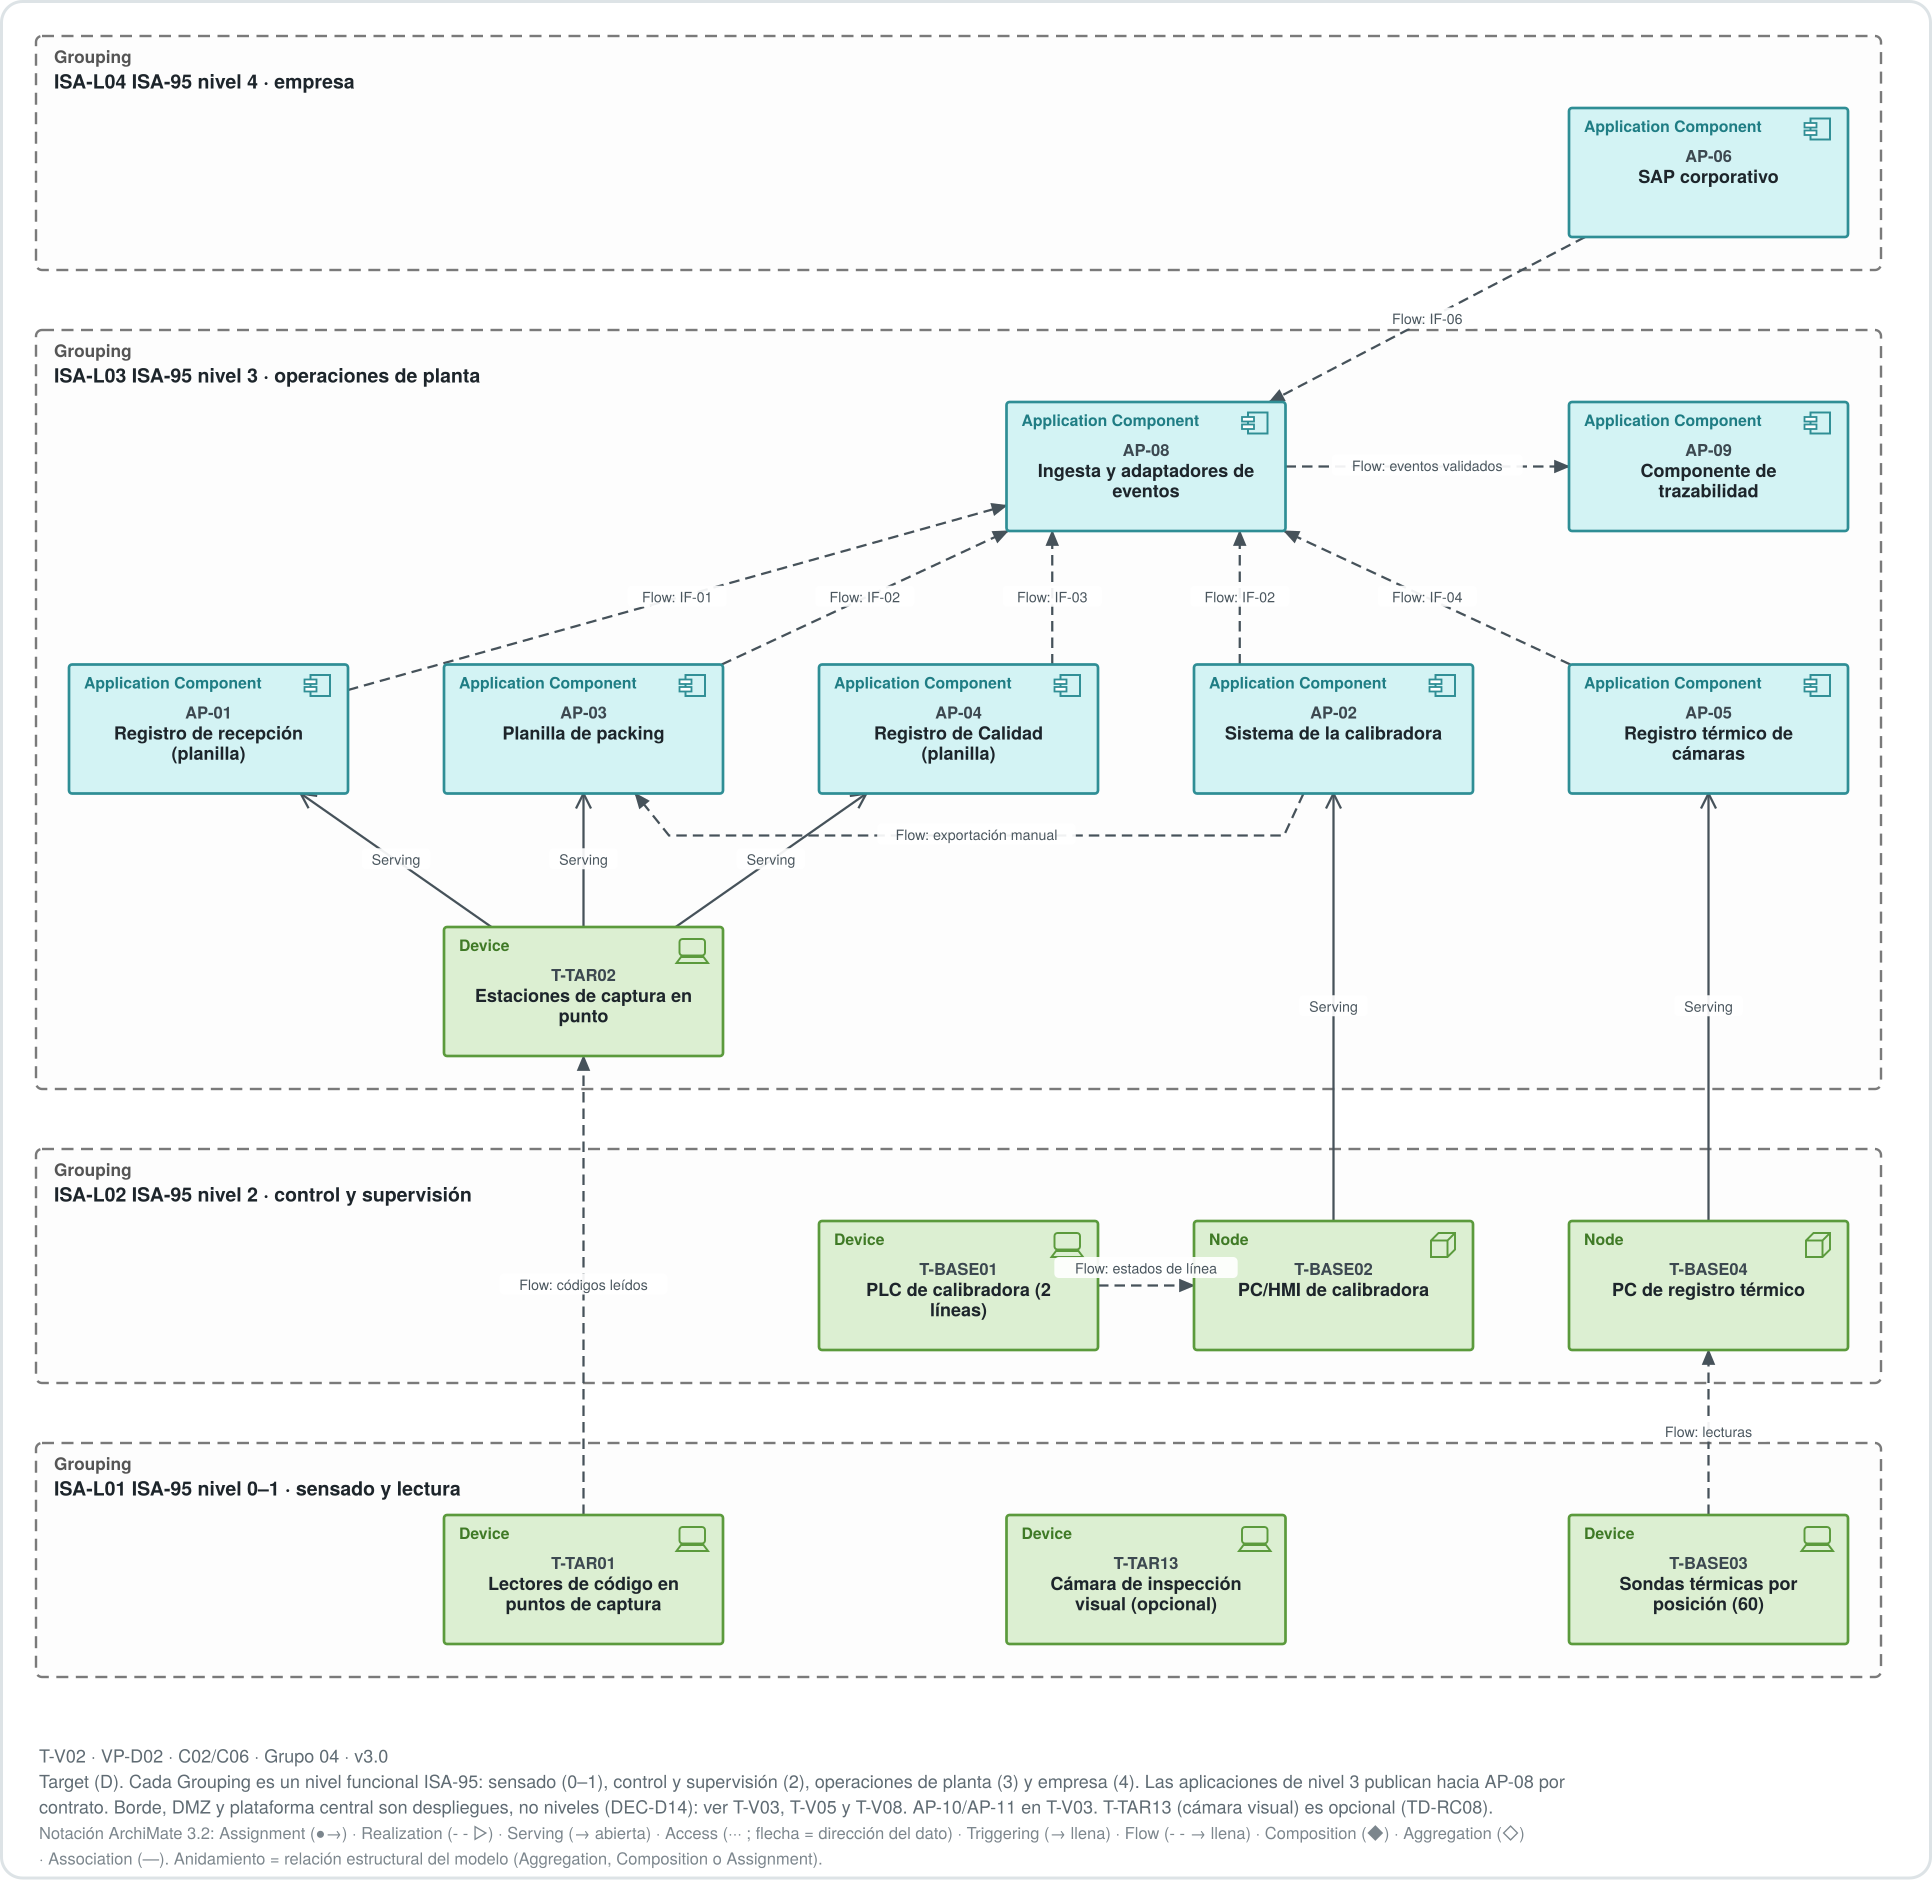 Grouping
ISA-L04 ISA-95 nivel 4 · empresa
Application Component
AP-06
SAP corporativo
Flow: IF-06
Grouping
ISA-L03 ISA-95 nivel 3 · operaciones de planta
Application Component
AP-08
Ingesta y adaptadores de
eventos
Flow: eventos validados
Application Component
AP-09
Componente de
trazabilidad
Flow: IF-01
Flow: IF-02
Flow: IF-03
Flow: IF-02
Flow: IF-04
Application Component
AP-01
Registro de recepción
(planilla)
Application Component
AP-03
Planilla de packing
Application Component
AP-04
Registro de Calidad
(planilla)
Application Component
AP-02
Sistema de la calibradora
Application Component
AP-05
Registro térmico de
cámaras
Flow: exportación manual
Serving
Serving
Serving
Device
T-TAR02
Estaciones de captura en
punto
Serving
Serving
Grouping
ISA-L02 ISA-95 nivel 2 · control y supervisión
Flow: códigos leídos
Device
T-BASE01
PLC de calibradora (2
líneas)
Flow: estados de línea
Node
T-BASE02
PC/HMI de calibradora
Node
T-BASE04
PC de registro térmico
Flow: lecturas
Grouping
ISA-L01 ISA-95 nivel 0–1 · sensado y lectura
Device
T-TAR01
Lectores de código en
puntos de captura
Device
T-TAR13
Cámara de inspección
visual (opcional)
Device
T-BASE03
Sondas térmicas por
posición (60)
T-V02 · VP-D02 · C02/C06 · Grupo 04 · v3.0
Target (D). Cada Grouping es un nivel funcional ISA-95: sensado (0–1), control y supervisión (2), operaciones de planta (3) y empresa (4). Las aplicaciones de nivel 3 publican hacia AP-08 por
contrato. Borde, DMZ y plataforma central son despliegues, no niveles (DEC-D14): ver T-V03, T-V05 y T-V08. AP-10/AP-11 en T-V03. T-TAR13 (cámara visual) es opcional (TD-RC08).
Notación ArchiMate 3.2: Assignment (●→) · Realization (- - ▷) · Serving (→ abierta) · Access (··· ; flecha = dirección del dato) · Triggering (→ llena) · Flow (- - → llena) · Composition (◆) · Aggregation (◇)
· Association (—). Anidamiento = relación estructural del modelo (Aggregation, Composition o Assignment).